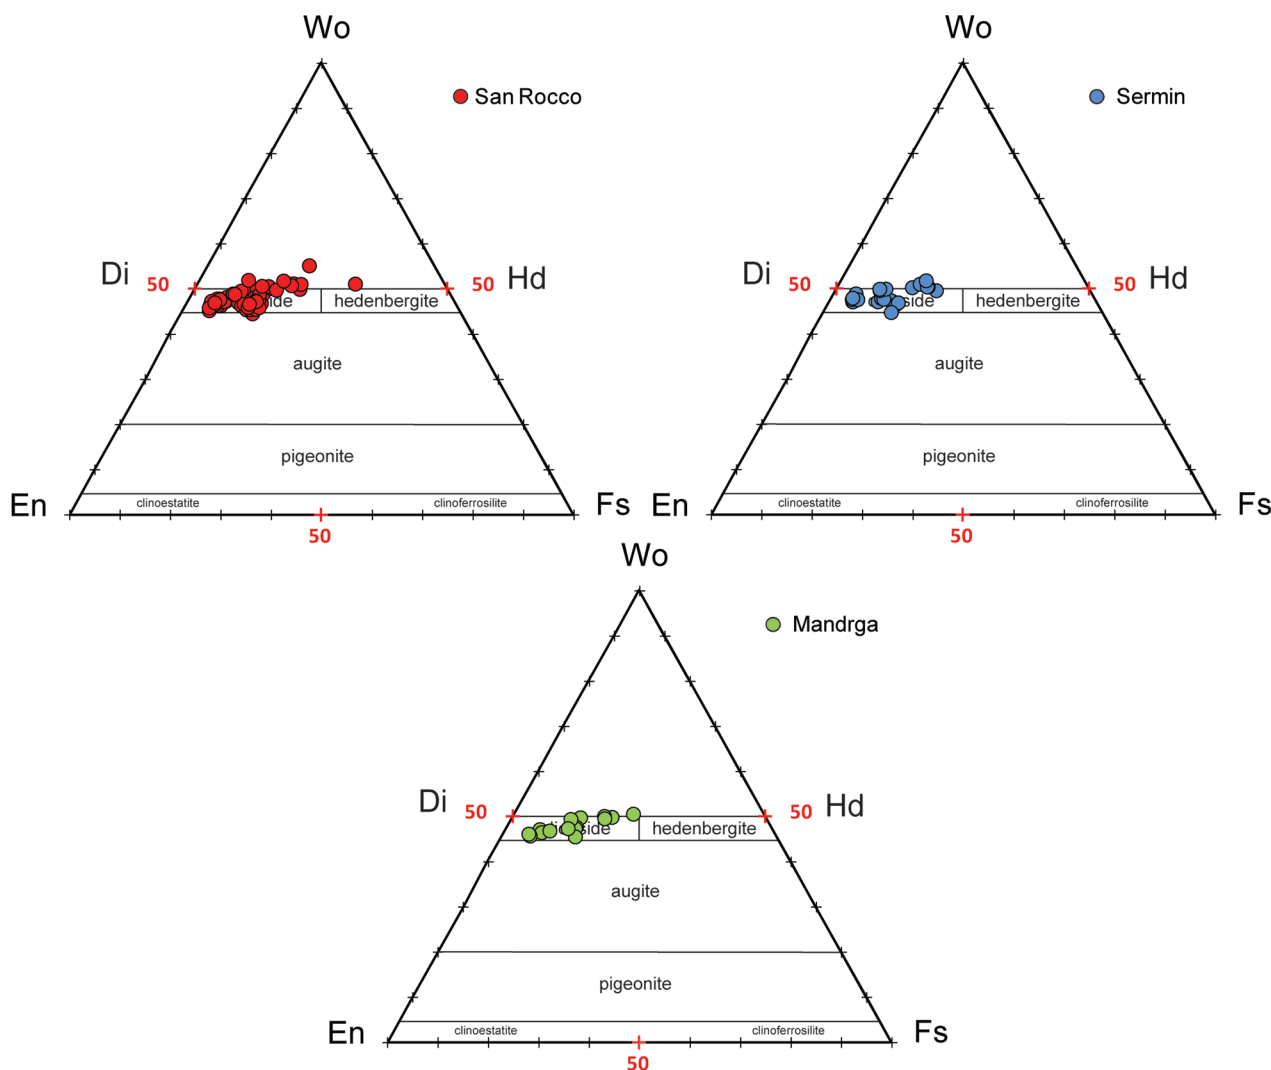 Wo
San Rocco
Di 50
50 Hd
hedenbergite
augite
pigeonite
clinoestatite
clinoferrosilite
En
Fs
50
Wo
Sermin
Di 50
50 Hd
hedenbergite
augite
pigeonite
clinoestatite
clinoferrosilite
En
Fs
50
Wo
Mandrga
Di 50
50 Hd
hedenbergite
augite
pigeonite
clinoestatite
clinoferrosilite
En
Fs
50